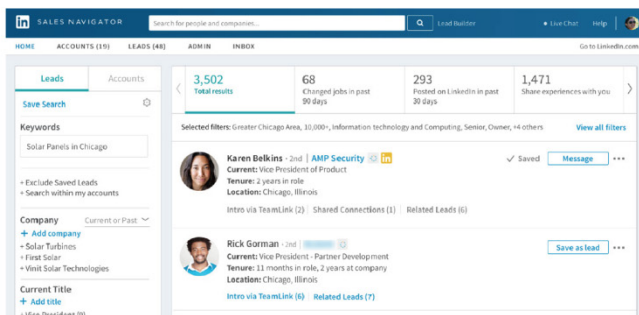 in SALES NAVIGATOR
Search for people and companies...
Lead Builder
Live Chat Help
HOME ACCOUNTS (19) LEADS (48) ADMIN INBOX
Go to LinkedIn.com
Leads Accounts
Save Search
Keywords
Solar Panels in Chicago
+ Exclude Saved Leads
+ Search within my accounts
Company Current or Past
+ Add company
+ Solar Turbines
+ First Solar
+ Vinit Solar Technologies
Current Title
+ Add title
+ Vice President (9)
3,502
Total results
68
Changed jobs in past
90 days
293
Posted on LinkedIn in past
30 days
1,471
Share experiences with you
Selected filters: Greater Chicago Area, 10,000+, Information technology and Computing, Senior, Owner, +4 others
View all filters
Karen Belkins · 2nd | AMP Security in
Current: Vice President of Product
Tenure: 2 years in role
Location: Chicago, Illinois
Intro via TeamLink (2) | Shared Connections (1) | Related Leads (6)
✓ Saved Message ...
Rick Gorman · 2nd |
Current: Vice President - Partner Development
Tenure: 11 months in role, 2 years at company
Location: Chicago, Illinois
Intro via TeamLink (6) | Related Leads (7)
Save as lead ...